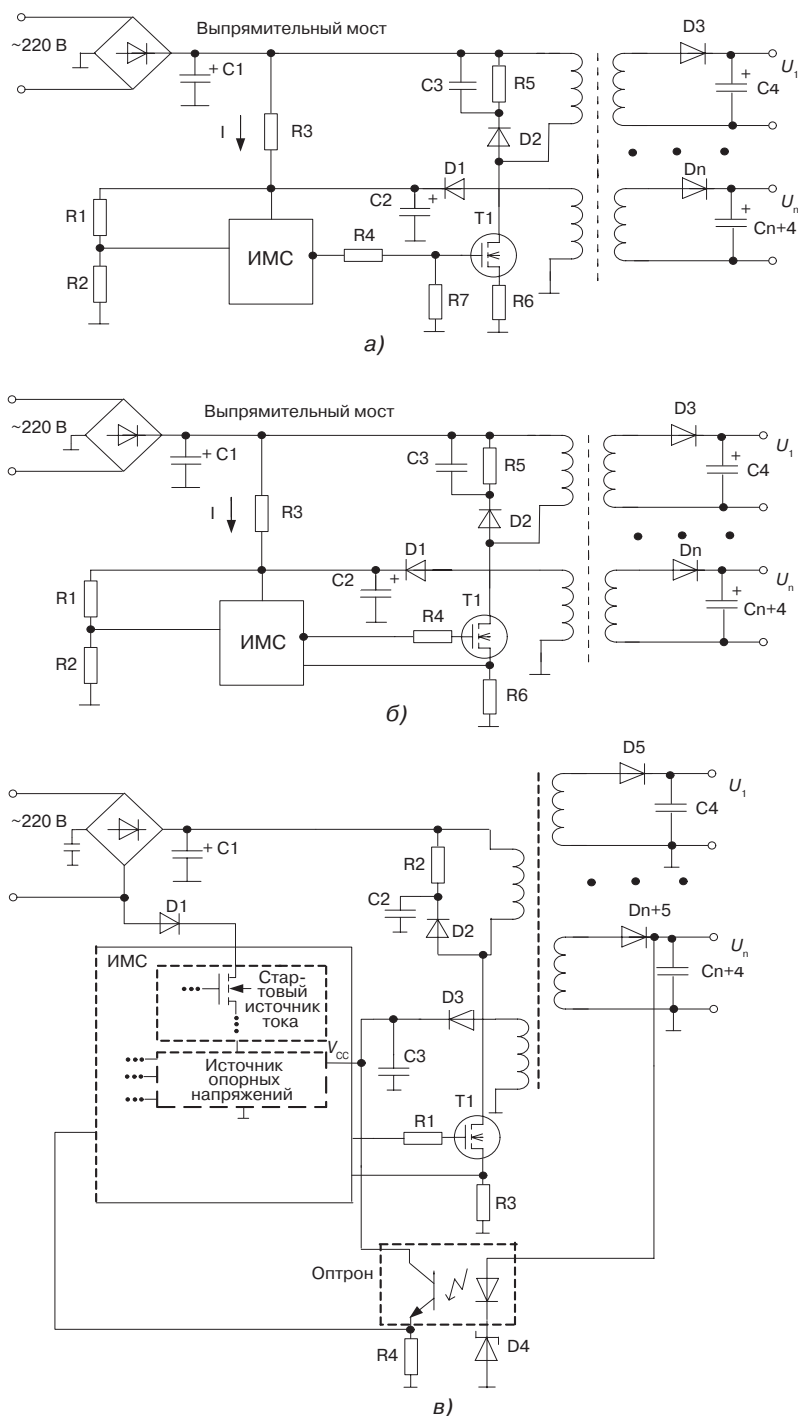 Выпрямительный мост
D3
~220 В
+ C1
C3
R5
+
U1
C4
D2
I
R3
D1
Dn
Un
R1
C2
+
T1
+
Cn+4
ИМС
R4
R2
R7
R6
а)
Выпрямительный мост
D3
~220 В
+ C1
C3
R5
+
U1
C4
D2
I
R3
D1
Dn
Un
R1
C2
+
T1
+
Cn+4
R4
ИМС
R2
R6
б)
D5
U1
~220 В
+ C1
C4
R2
C2
D1
D2
Dn+5
Un
ИМС
Cn+4
Стар-
товый
источник
тока
D3
VCC
C3
Источник
опорных
напряжений
T1
R1
R3
Оптрон
R4
D4
в)